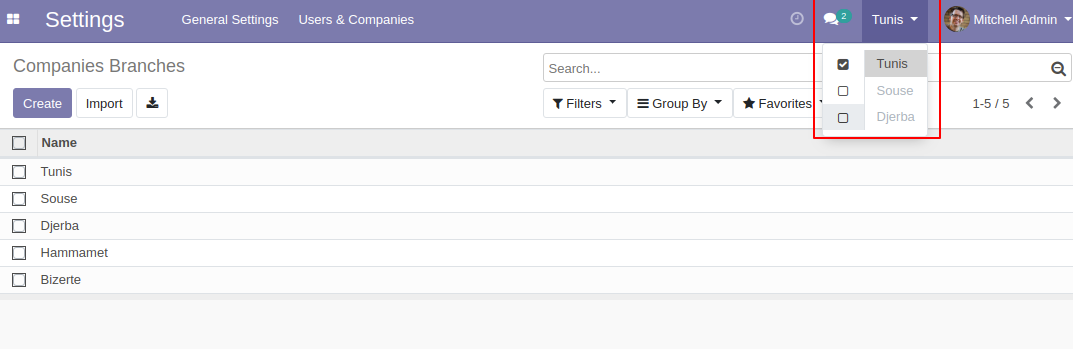 Settings General Settings Users & Companies 2 Tunis Mitchell Admin
Companies Branches Search... Tunis
Souse
Djerba
Create Import Filters Group By Favorites 1-5 / 5
Name
Tunis
Souse
Djerba
Hammamet
Bizerte